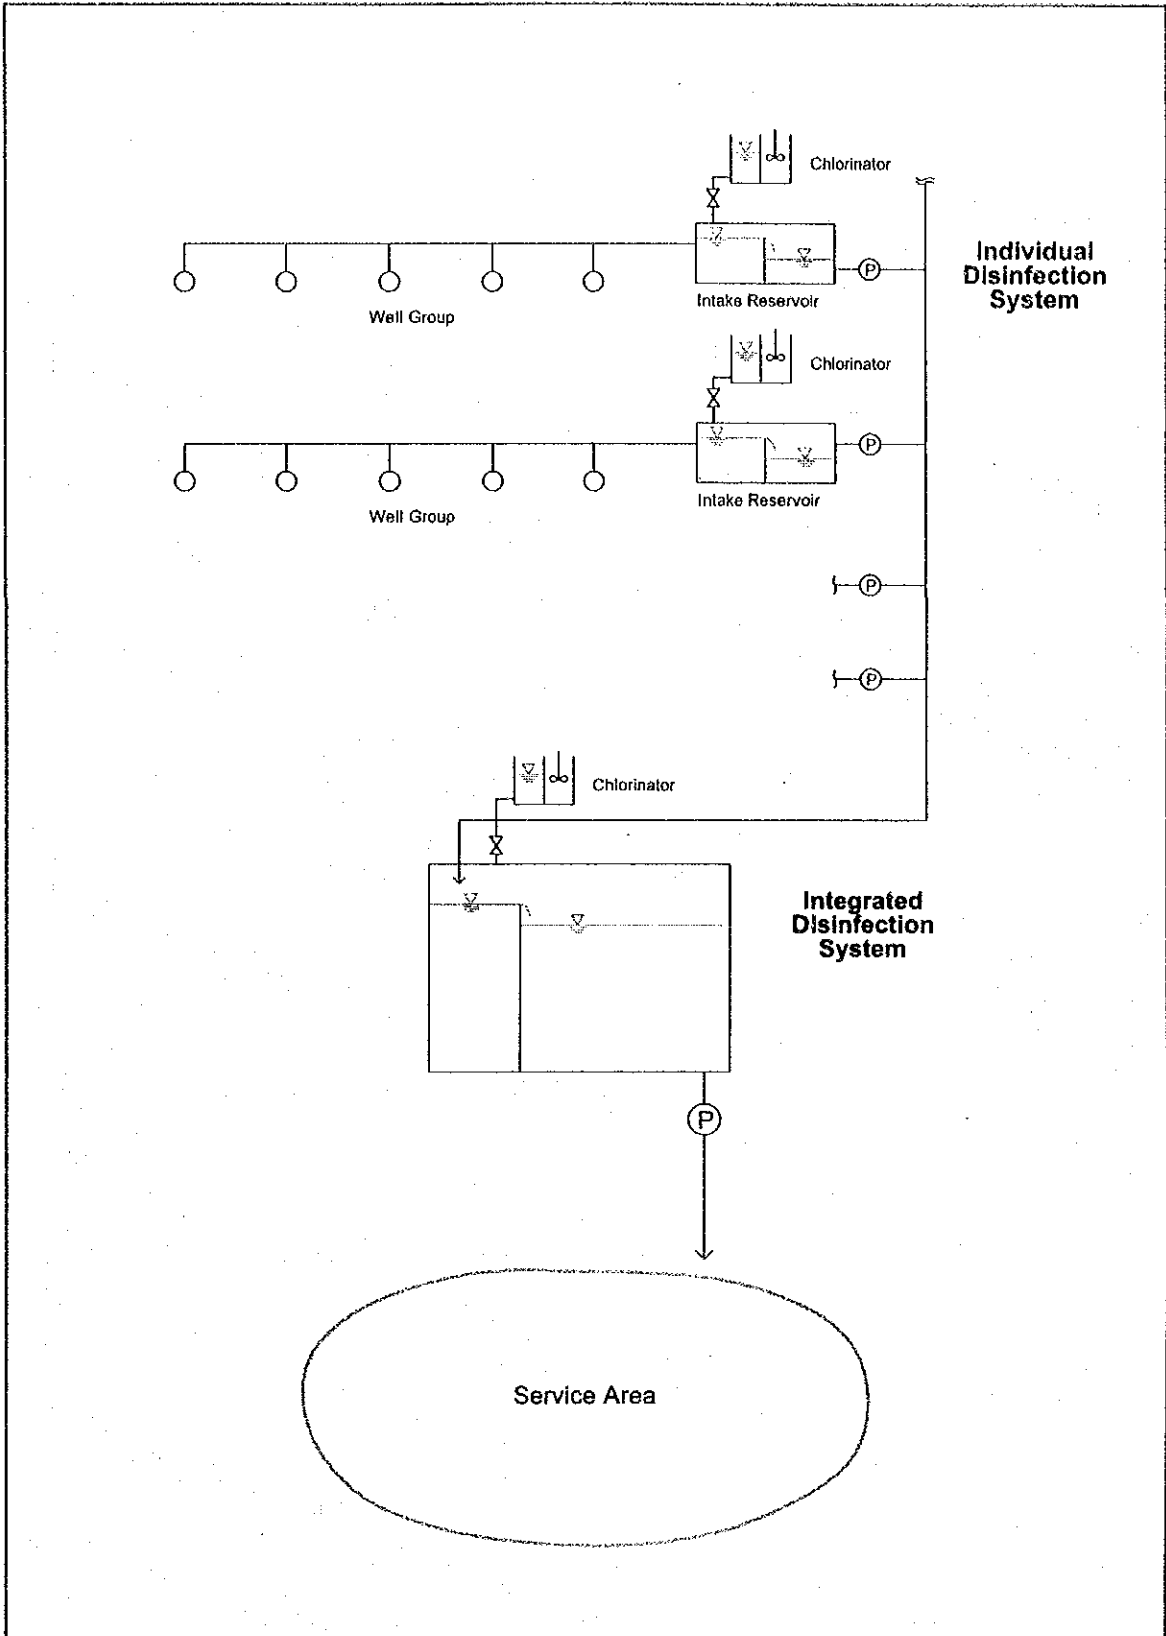 Chlorinator
Individual
Disinfection
System
Intake Reservoir
P
Well Group
Chlorinator
P
Intake Reservoir
Well Group
P
P
Chlorinator
Integrated
Disinfection
System
P
Service Area